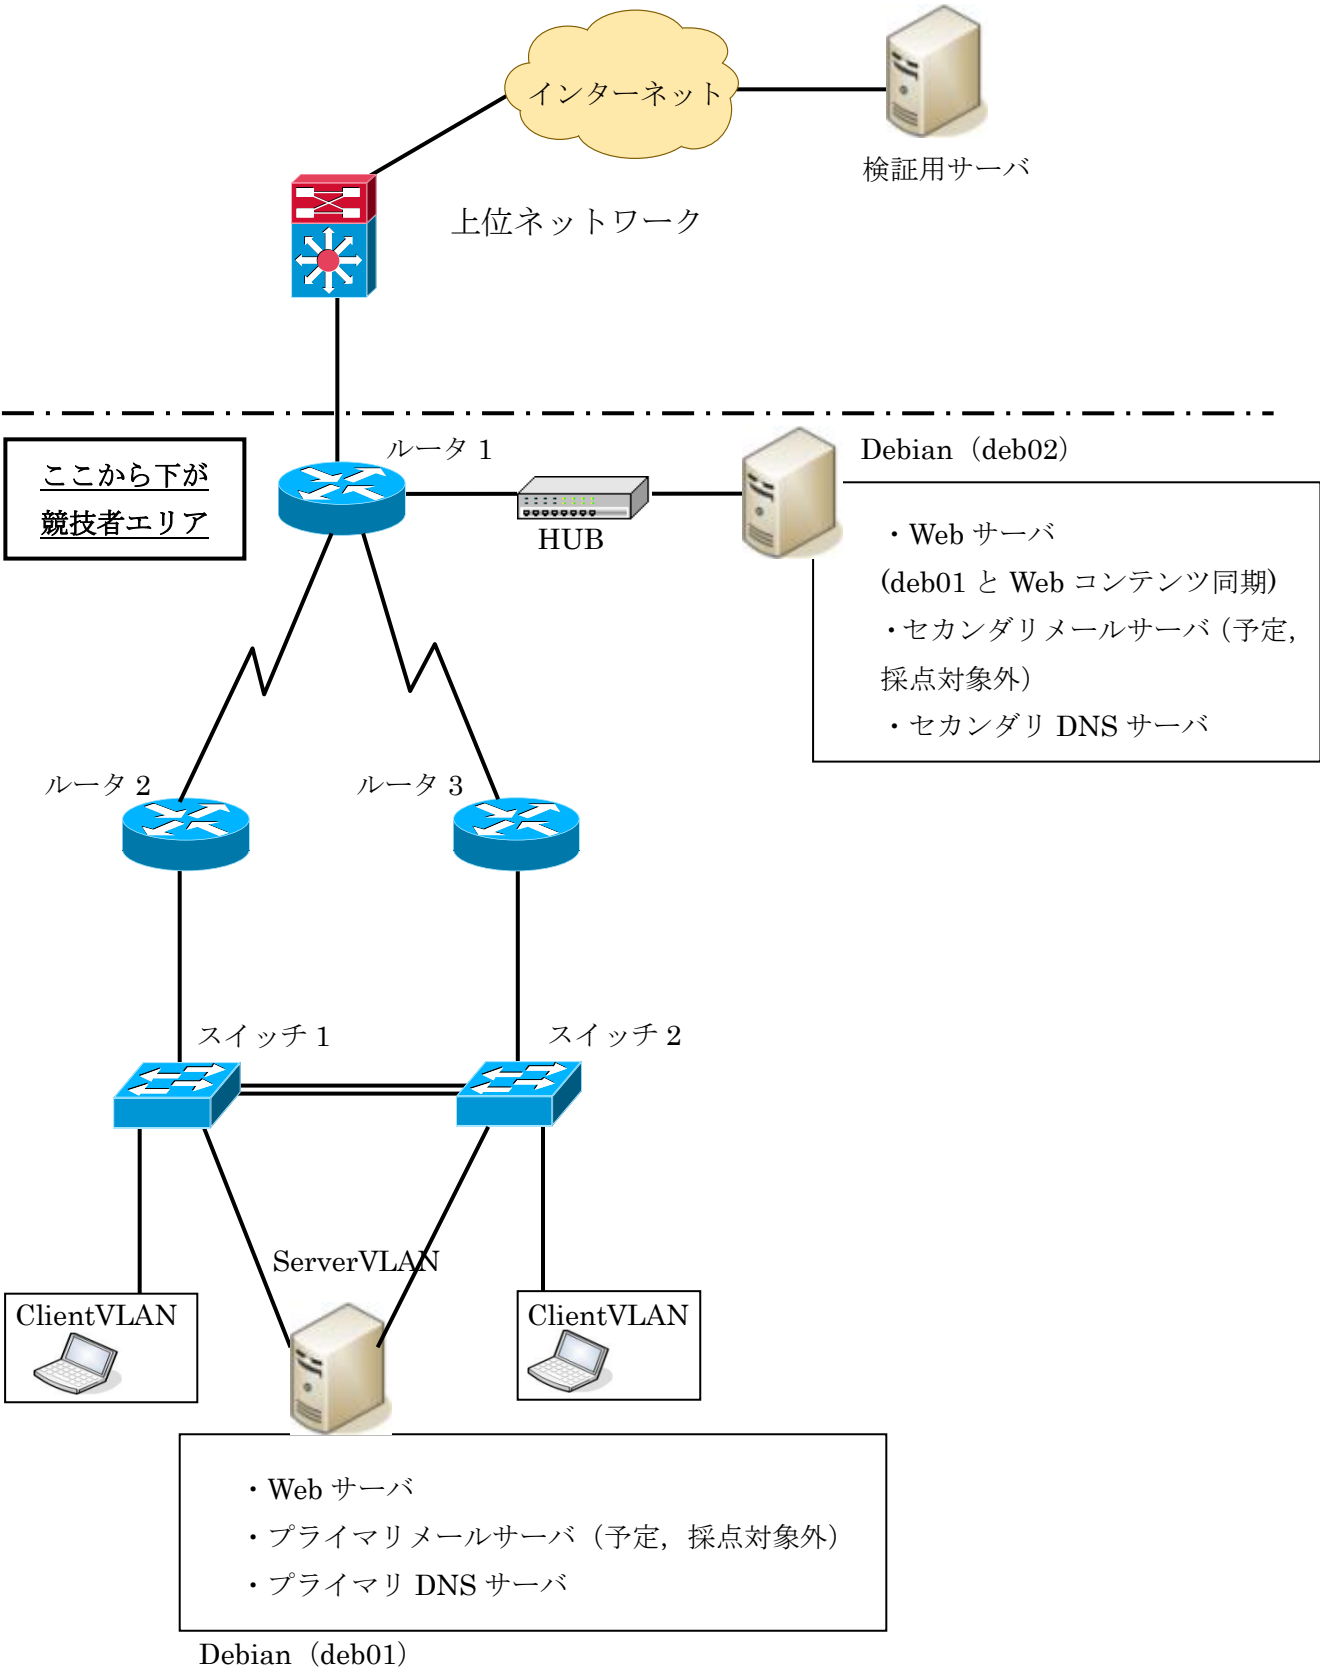 インターネット
検証用サーバ
上位ネットワーク
ルータ 1
Debian（deb02）
ここから下が
競技者エリア
HUB
・Web サーバ
(deb01 と Web コンテンツ同期)
・セカンダリメールサーバ（予定，
採点対象外）
・セカンダリ DNS サーバ
ルータ 2
ルータ 3
スイッチ 1
スイッチ 2
ServerVLAN
ClientVLAN
ClientVLAN
・Web サーバ
・プライマリメールサーバ（予定，採点対象外）
・プライマリ DNS サーバ
Debian（deb01）